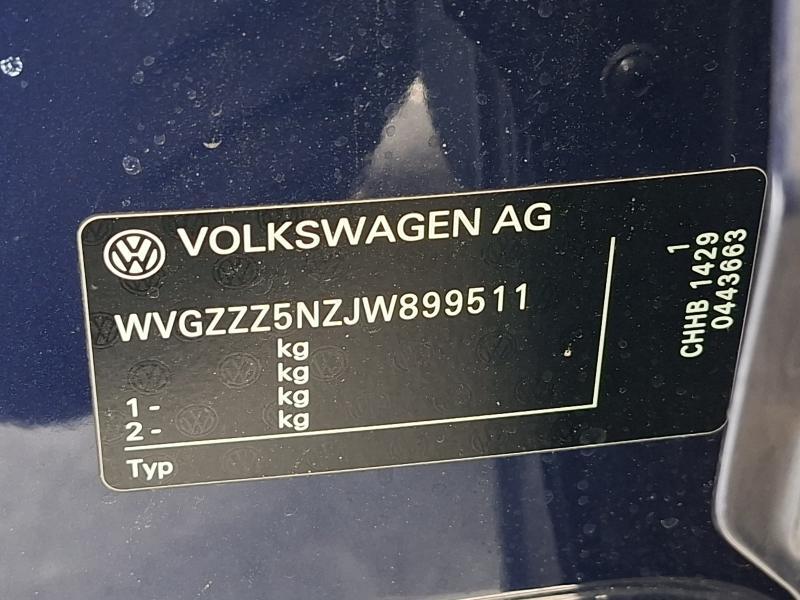 VOLKSWAGEN AG
WVGZZZ5NZJW899511
kg
kg
1 - kg
2 - kg
Typ
1
CHHB 1429
0443663